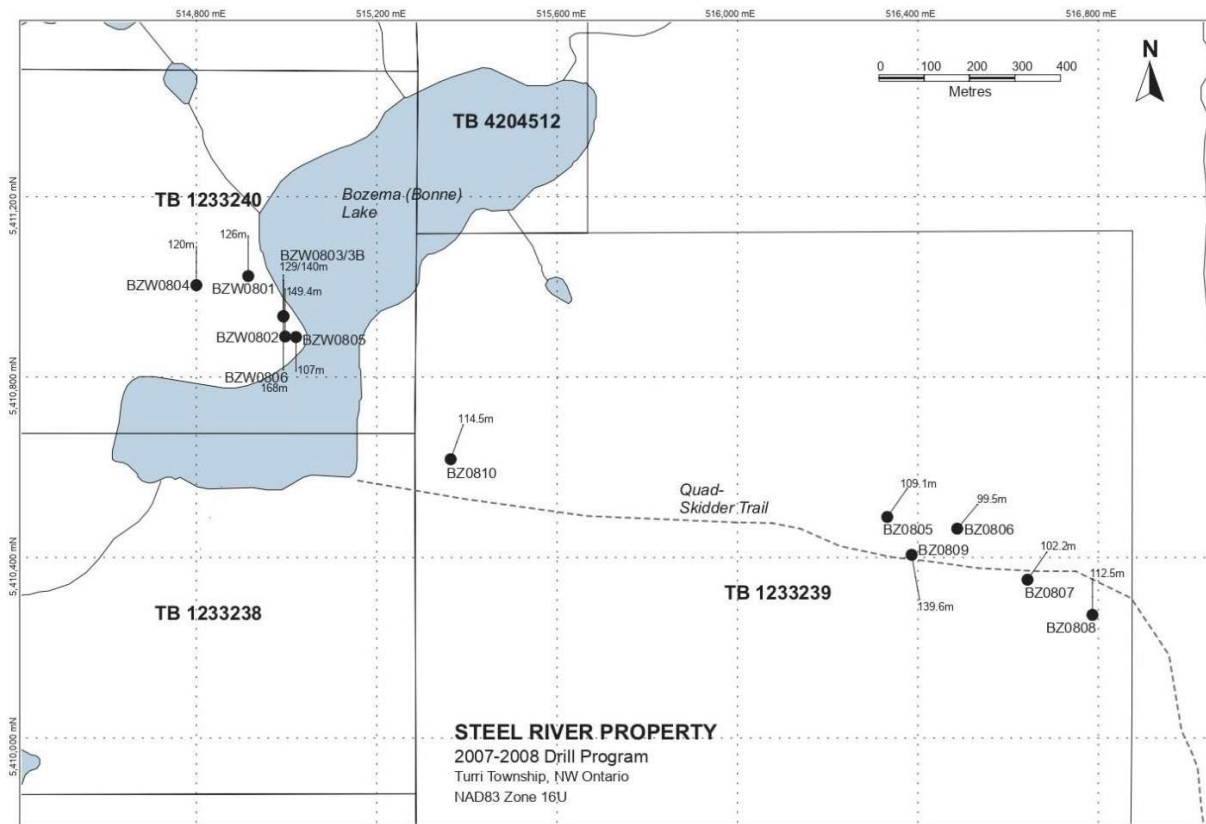 514,800 mE
515,200 mE
515,600 mE
516,000 mE
516,400 mE
516,800 mE
N
0 100 200 300 400
Metres
TB 4204512
5,411,200 mN
TB 1233240
Bozema (Bonne)
Lake
126m
120m
BZW0803/3B
129/140m
BZW0804
BZW0801
149.4m
BZW0802
BZW0805
107m
BZW0806
168m
5,410,800 mN
114.5m
BZ0810
Quad-
Skidder Trail
109.1m
99.5m
BZ0805
BZ0806
BZ0809
102.2m
5,410,400 mN
112.5m
BZ0807
TB 1233239
139.6m
TB 1233238
BZ0808
5,410,000 mN
STEEL RIVER PROPERTY
2007-2008 Drill Program
Turri Township, NW Ontario
NAD83 Zone 16U